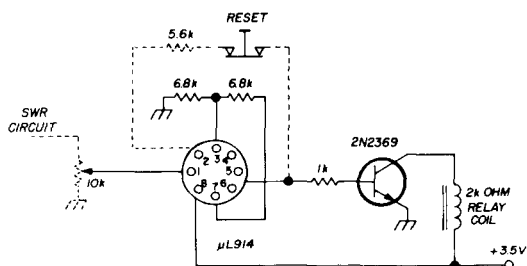 RESET
5.6k
6.8k 6.8k
SWR
CIRCUIT
10k
1 2 3 4 5 6 7 8
μL914
1k
2N2369
2k OHM
RELAY
COIL
+3.5V